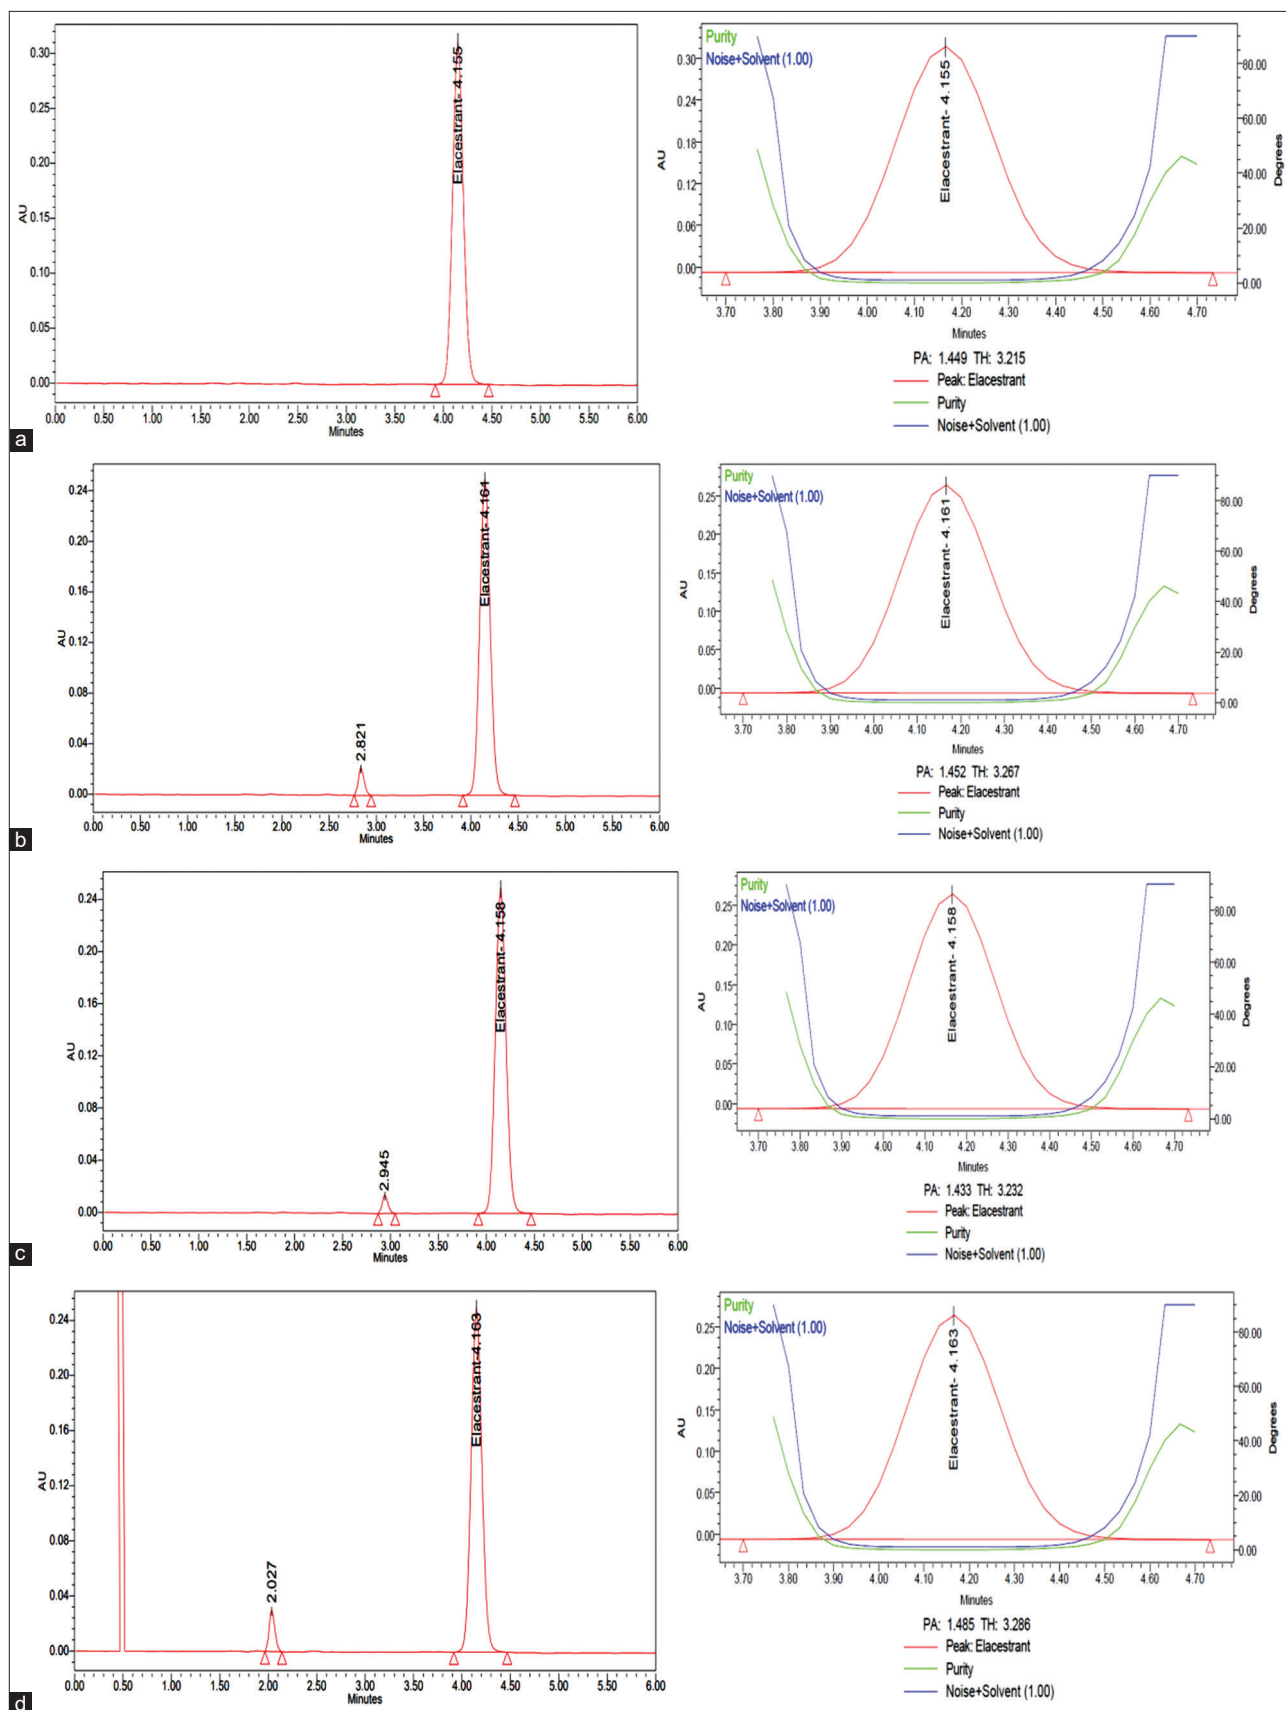 0.30
0.25
0.20
0.15
0.10
0.05
0.00
AU
Elacestrant- 4.155
0.00 0.50 1.00 1.50 2.00 2.50 3.00 3.50 4.00 4.50 5.00 5.50 6.00
Minutes
a
Purity
Noise+Solvent (1.00)
0.30
0.24
0.18
0.12
0.06
0.00
AU
Elacestrant- 4.155
80.00
60.00
40.00
20.00
0.00
Degrees
3.70 3.80 3.90 4.00 4.10 4.20 4.30 4.40 4.50 4.60 4.70
Minutes
PA: 1.449 TH: 3.215
Peak: Elacestrant
Purity
Noise+Solvent (1.00)
0.24
0.20
0.16
0.12
0.08
0.04
0.00
AU
2.821
Elacestrant- 4.161
0.00 0.50 1.00 1.50 2.00 2.50 3.00 3.50 4.00 4.50 5.00 5.50 6.00
Minutes
b
Purity
Noise+Solvent (1.00)
0.25
0.20
0.15
0.10
0.05
0.00
AU
Elacestrant- 4.161
80.00
60.00
40.00
20.00
0.00
Degrees
3.70 3.80 3.90 4.00 4.10 4.20 4.30 4.40 4.50 4.60 4.70
Minutes
PA: 1.452 TH: 3.267
Peak: Elacestrant
Purity
Noise+Solvent (1.00)
0.24
0.20
0.16
0.12
0.08
0.04
0.00
AU
2.945
Elacestrant- 4.158
0.00 0.50 1.00 1.50 2.00 2.50 3.00 3.50 4.00 4.50 5.00 5.50 6.00
Minutes
c
Purity
Noise+Solvent (1.00)
0.25
0.20
0.15
0.10
0.05
0.00
AU
Elacestrant- 4.158
80.00
60.00
40.00
20.00
0.00
Degrees
3.70 3.80 3.90 4.00 4.10 4.20 4.30 4.40 4.50 4.60 4.70
Minutes
PA: 1.433 TH: 3.232
Peak: Elacestrant
Purity
Noise+Solvent (1.00)
0.24
0.20
0.16
0.12
0.08
0.04
0.00
AU
2.027
Elacestrant-4.163
0.00 0.50 1.00 1.50 2.00 2.50 3.00 3.50 4.00 4.50 5.00 5.50 6.00
Minutes
d
Purity
Noise+Solvent (1.00)
0.25
0.20
0.15
0.10
0.05
0.00
AU
Elacestrant- 4.163
80.00
60.00
40.00
20.00
0.00
Degrees
3.70 3.80 3.90 4.00 4.10 4.20 4.30 4.40 4.50 4.60 4.70
Minutes
PA: 1.485 TH: 3.286
Peak: Elacestrant
Purity
Noise+Solvent (1.00)